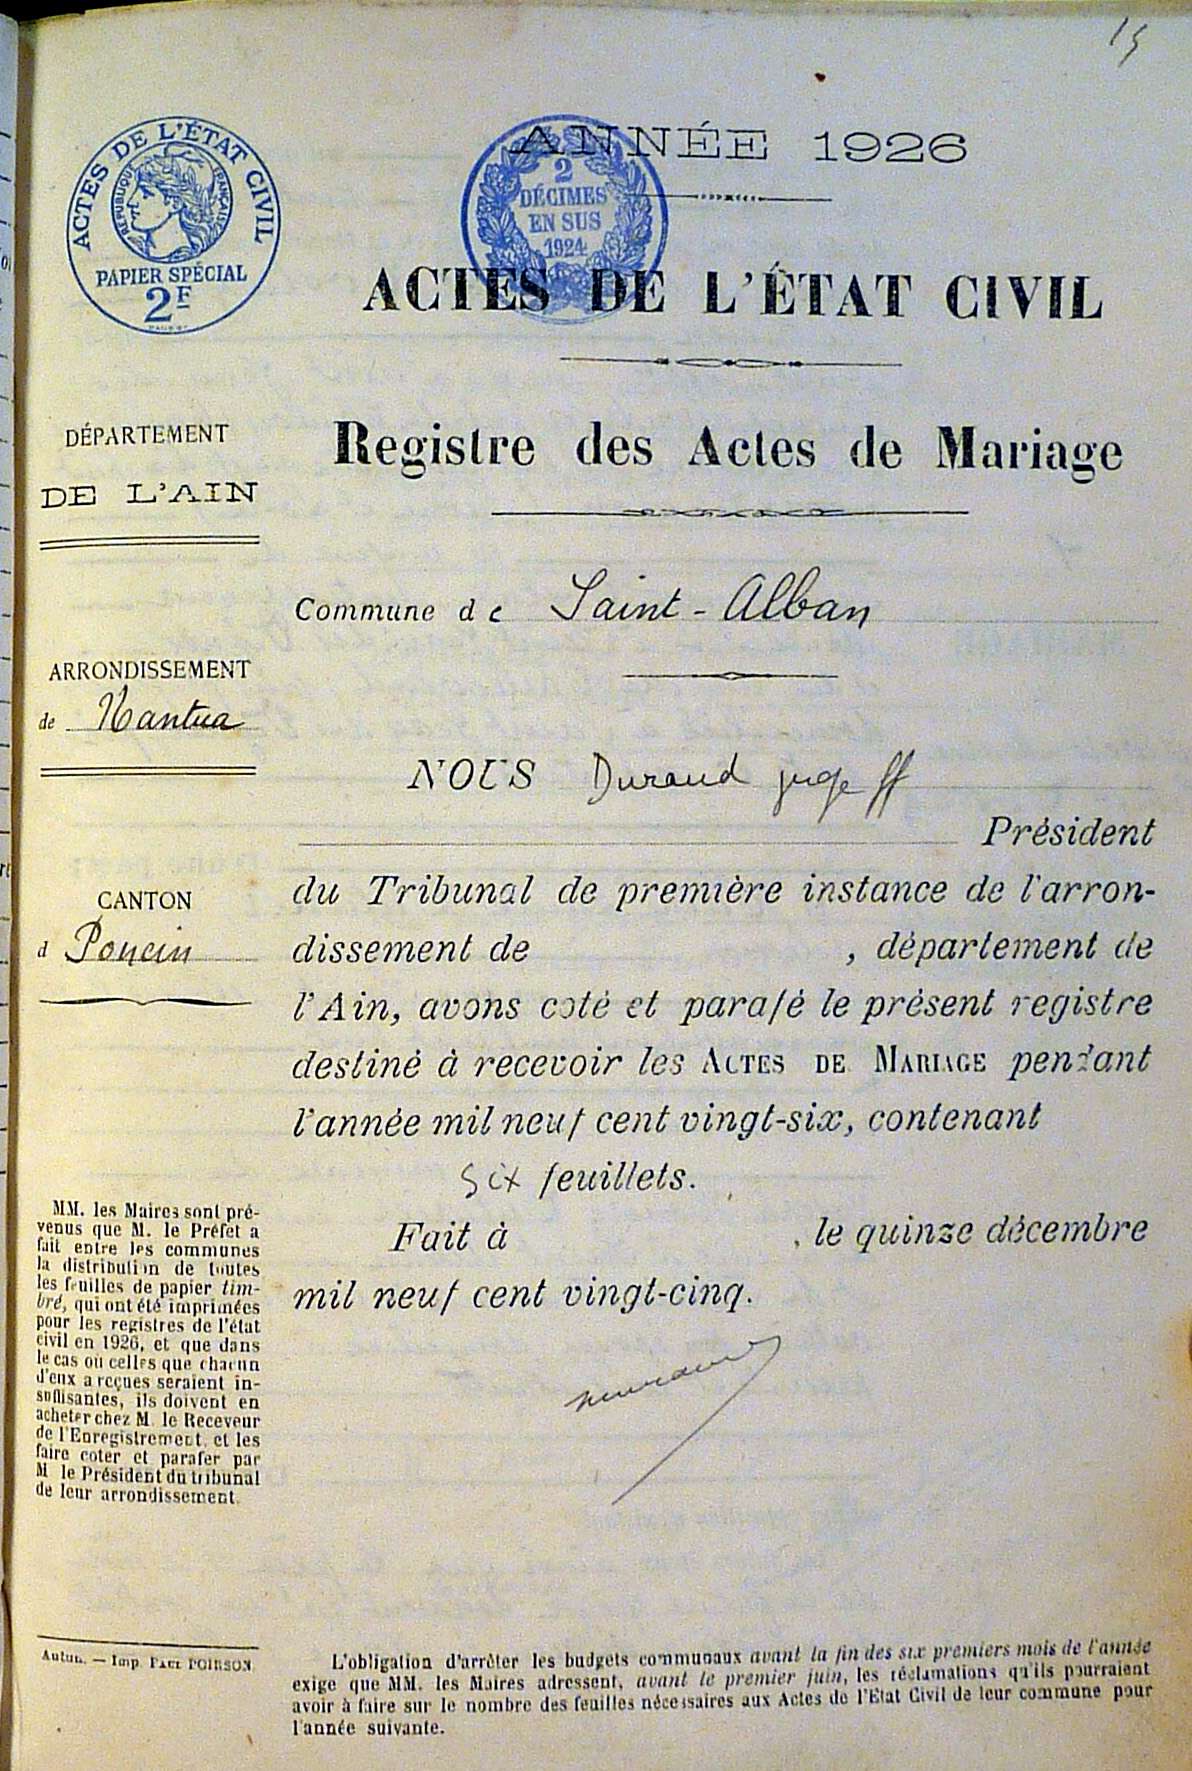 15
ANNÉE 1926
ACTES DE L'ÉTAT CIVIL
RÉPUBLIQUE FRANÇAISE
PAPIER SPÉCIAL
2F
2
DÉCIMES
EN SUS
1924
ACTES DE L'ÉTAT CIVIL
Registre des Actes de Mariage
DÉPARTEMENT
DE L'AIN
ARRONDISSEMENT
de Nantua
CANTON
d Poncin
MM. les Maires sont pré-
venus que M. le Préfet a
fait entre les communes
la distribution de toutes
les feuilles de papier tim-
bré, qui ont été imprimées
pour les registres de l'état
civil en 1926, et que dans
le cas où celles que chacun
d'eux a reçues seraient in-
suffisantes, ils doivent en
acheter chez M. le Receveur
de l'Enregistrement, et les
faire coter et parafer par
M. le Président du tribunal
de leur arrondissement.
Autun. — Imp. PAUL POIRSON.
Commune de Saint-Alban
NOUS Durand juge ff
Président
du Tribunal de première instance de l'arron-
dissement de , département de
l'Ain, avons coté et parafé le présent registre
destiné à recevoir les ACTES DE MARIAGE pendant
l'année mil neuf cent vingt-six, contenant
six feuillets.
Fait à , le quinze décembre
mil neuf cent vingt-cinq.
L'obligation d'arrêter les budgets communaux avant la fin des six premiers mois de l'année
exige que MM. les Maires adressent, avant le premier juin, les réclamations qu'ils pourraient
avoir à faire sur le nombre des feuilles nécessaires aux Actes de l'État Civil de leur commune pour
l'année suivante.